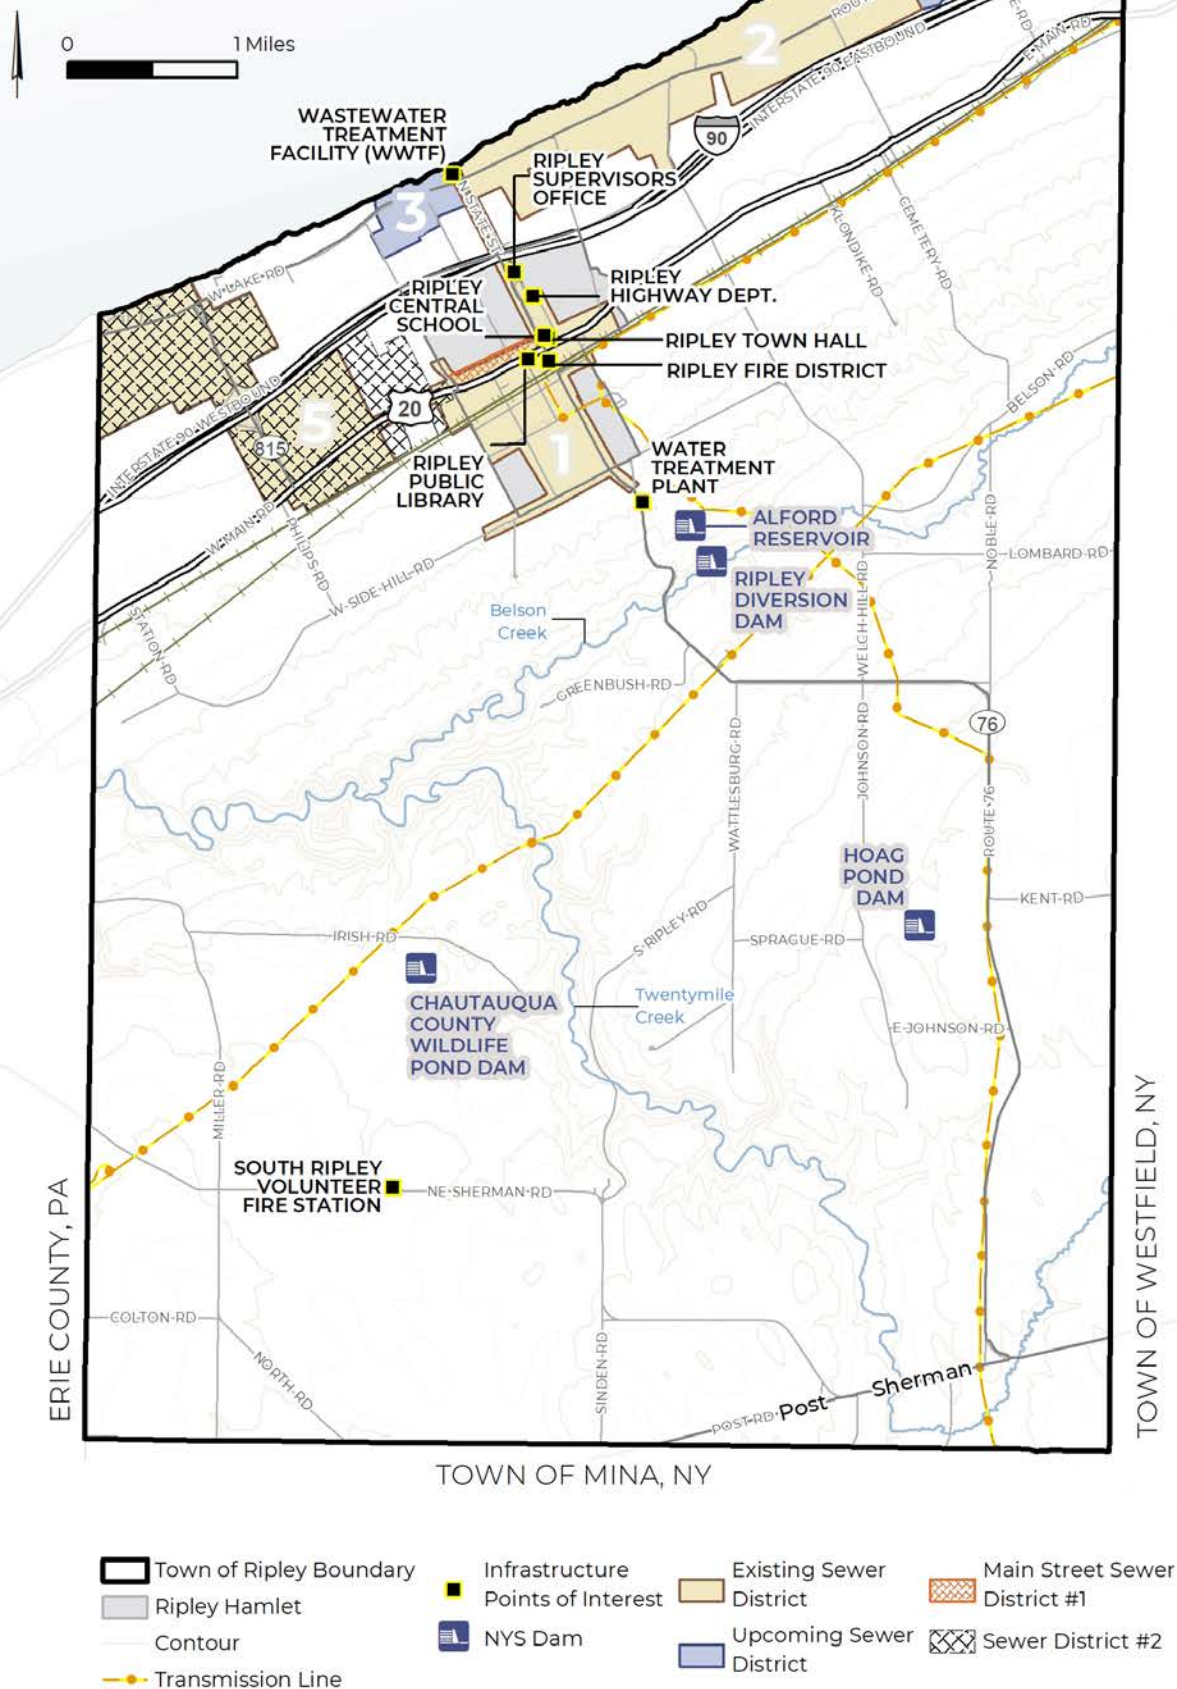 0
1 Miles
ROU
2
E-RD
E-MAIN-RD
INTERSTATE-90-EASTBOUND
90
WASTEWATER
TREATMENT
FACILITY (WWTF)
RIPLEY
SUPERVISORS
OFFICE
3
N-STATE-S
KLONDIKE-RD
CEMETERY-RD
W-LAKE-RD
RIPLEY
CENTRAL
SCHOOL
RIPLEY
HIGHWAY DEPT.
RIPLEY TOWN HALL
RIPLEY FIRE DISTRICT
BELSON-RD
INTERSTATE-90-WESTBOUND
5
20
815
1
RIPLEY
PUBLIC
LIBRARY
WATER
TREATMENT
PLANT
W-MAIN-RD
PHILIPS-RD
ALFORD
RESERVOIR
NOBLE-RD
LOMBARD-RD
W-SIDE-HILL-RD
RIPLEY
DIVERSION
DAM
WELCH-HILL-RD
Belson
Creek
STATION-RD
GREENBUSH-RD
76
WATTLESBURG-RD
JOHNSON-RD
ROUTE-76
HOAG
POND
DAM
KENT-RD
S-RIPLEY-RD
IRISH-RD
SPRAGUE-RD
CHAUTAUQUA
COUNTY
WILDLIFE
POND DAM
Twentymile
Creek
E-JOHNSON-RD
MILLER-RD
SOUTH RIPLEY
VOLUNTEER
FIRE STATION
NE-SHERMAN-RD
ERIE COUNTY, PA
TOWN OF WESTFIELD, NY
COLTON-RD
NORTH-RD
SINDEN-RD
POST-RD
Post
Sherman
TOWN OF MINA, NY
Town of Ripley Boundary
Ripley Hamlet
Contour
Transmission Line
Infrastructure
Points of Interest
NYS Dam
Existing Sewer
District
Upcoming Sewer
District
Main Street Sewer
District #1
Sewer District #2